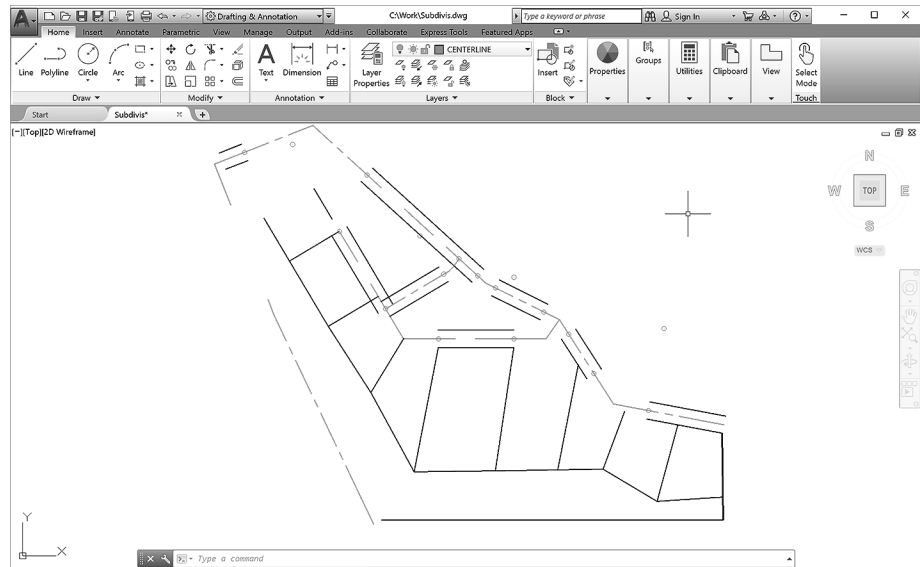 A Drafting & Annotation C:\Work\Subdivis.dwg Type a keyword or phrase Sign In ?
Home Insert Annotate Parametric View Manage Output Add-ins Collaborate Express Tools Featured Apps
CENTERLINE
Line Polyline Circle Arc
A
Text Dimension
Layer Properties
Insert
Properties Groups Utilities Clipboard View
Select Mode
Draw Modify Annotation Layers Block Touch
Start Subdivis* +
[−][Top][2D Wireframe]
N
W TOP E
S
WCS
Y
X
Type a command